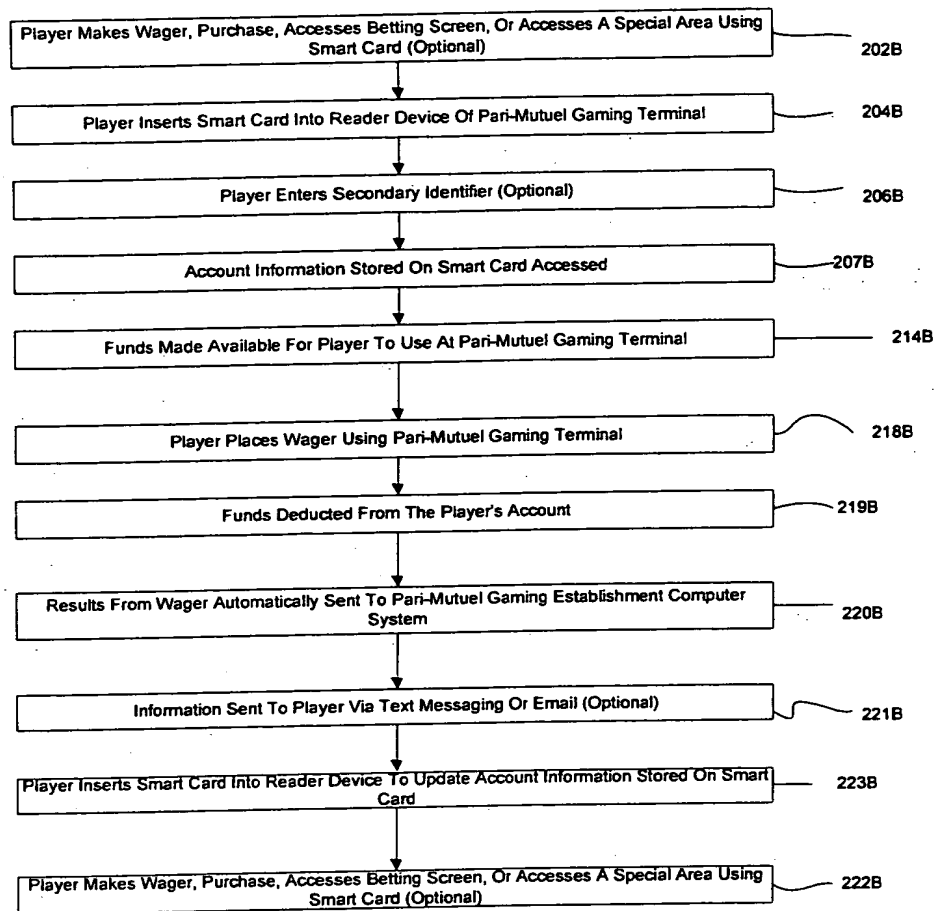 Player Makes Wager, Purchase, Accesses Betting Screen, Or Accesses A Special Area Using
Smart Card (Optional)
202B
Player Inserts Smart Card Into Reader Device Of Pari-Mutuel Gaming Terminal
204B
Player Enters Secondary Identifier (Optional)
206B
Account Information Stored On Smart Card Accessed
207B
Funds Made Available For Player To Use At Pari-Mutuel Gaming Terminal
214B
Player Places Wager Using Pari-Mutuel Gaming Terminal
218B
Funds Deducted From The Player's Account
219B
Results From Wager Automatically Sent To Pari-Mutuel Gaming Establishment Computer
System
220B
Information Sent To Player Via Text Messaging Or Email (Optional)
221B
Player Inserts Smart Card Into Reader Device To Update Account Information Stored On Smart
Card
223B
Player Makes Wager, Purchase, Accesses Betting Screen, Or Accesses A Special Area Using
Smart Card (Optional)
222B